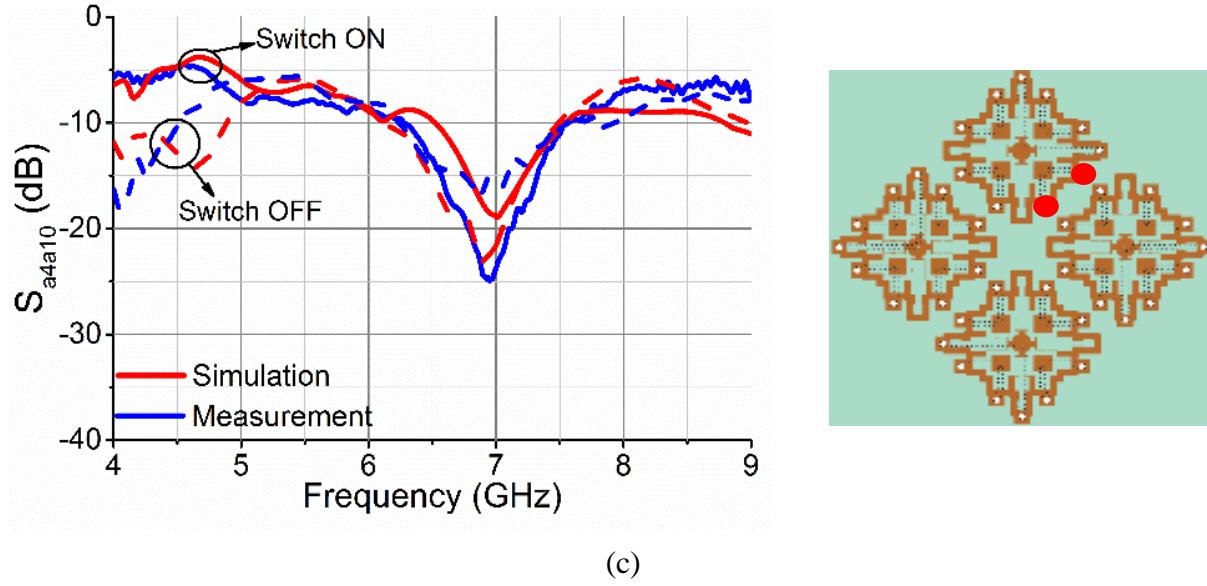 0
-10
-20
-30
-40
S_a4a10 (dB)
Switch ON
Switch OFF
Simulation
Measurement
4 5 6 7 8 9
Frequency (GHz)
(c)